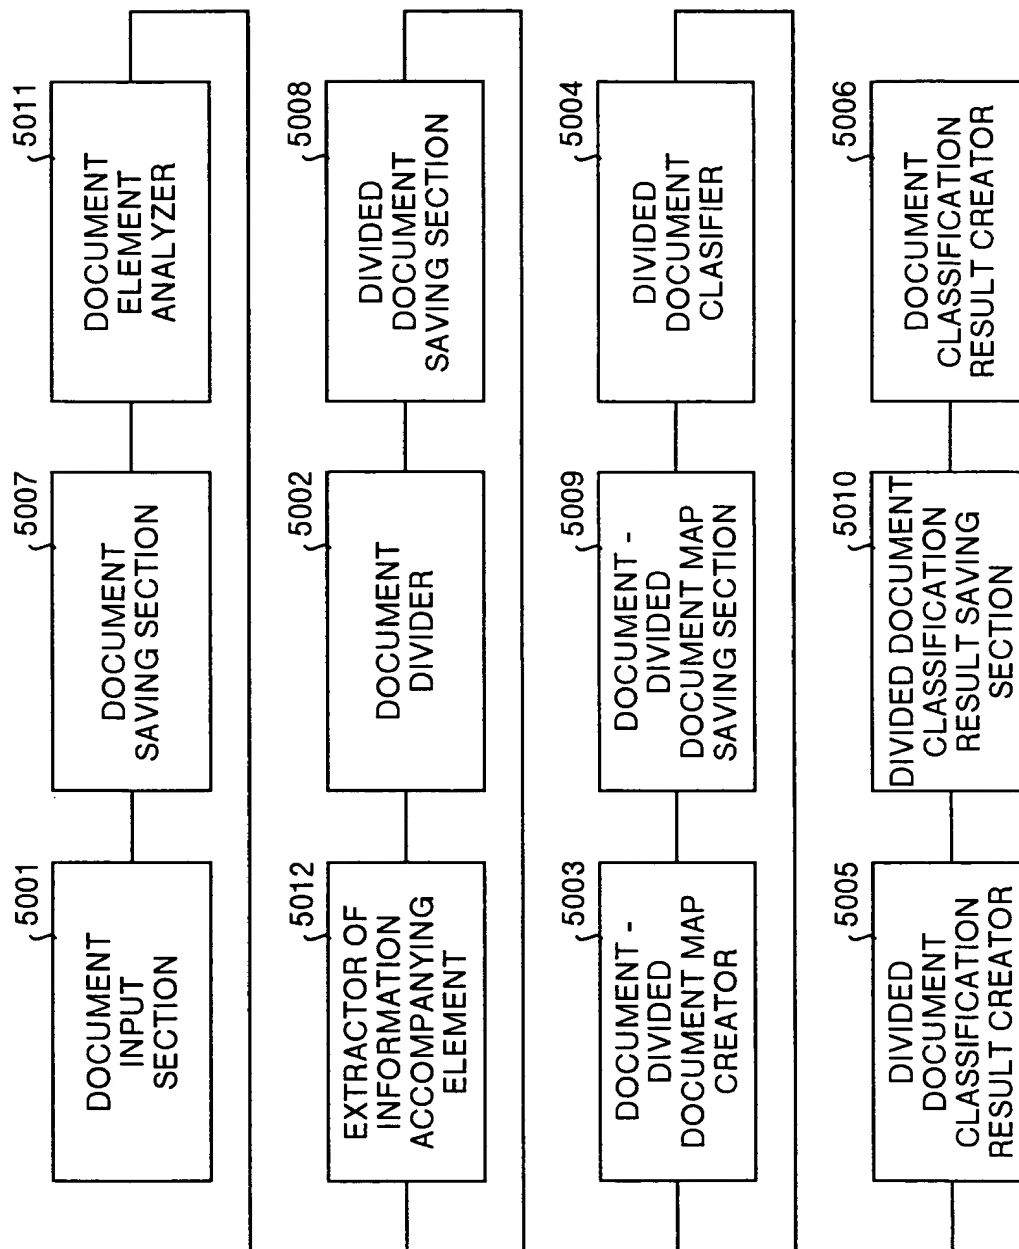 5001
DOCUMENT
INPUT
SECTION
5007
DOCUMENT
SAVING SECTION
5011
DOCUMENT
ELEMENT
ANALYZER
5012
EXTRACTOR OF
INFORMATION
ACCOMPANYING
ELEMENT
5002
DOCUMENT
DIVIDER
5008
DIVIDED
DOCUMENT
SAVING SECTION
5003
DOCUMENT -
DIVIDED
DOCUMENT MAP
CREATOR
5009
DOCUMENT -
DIVIDED
DOCUMENT MAP
SAVING SECTION
5004
DIVIDED
DOCUMENT
CLASIFIER
5005
DIVIDED
DOCUMENT
CLASSIFICATION
RESULT CREATOR
5010
DIVIDED DOCUMENT
CLASSIFICATION
RESULT SAVING
SECTION
5006
DOCUMENT
CLASSIFICATION
RESULT CREATOR